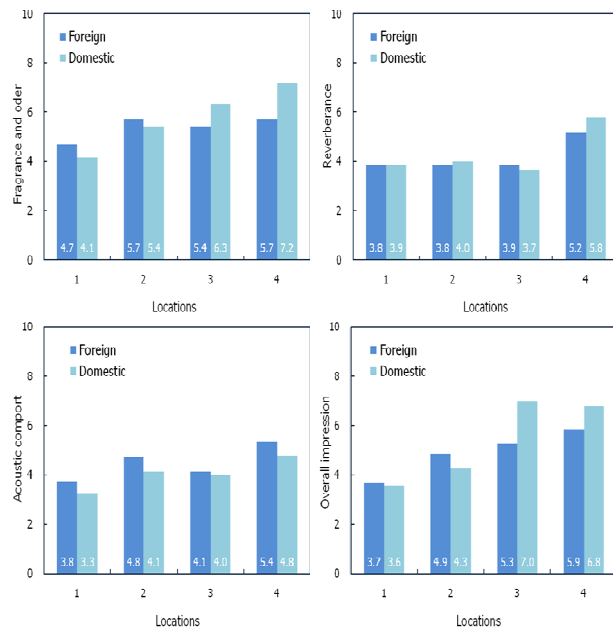 10
8
6
4
2
0
Fragrance and oder
Foreign
Domestic
4.7 4.1 5.7 5.4 5.4 6.3 5.7 7.2
1 2 3 4
Locations
10
8
6
4
2
0
Reverberance
Foreign
Domestic
3.8 3.9 3.8 4.0 3.9 3.7 5.2 5.8
1 2 3 4
Locations
10
8
6
4
2
0
Acoustic comport
Foreign
Domestic
3.8 3.3 4.8 4.1 4.1 4.0 5.4 4.8
1 2 3 4
Locations
10
8
6
4
2
0
Overall impression
Foreign
Domestic
3.7 3.6 4.9 4.3 5.3 7.0 5.9 6.8
1 2 3 4
Locations